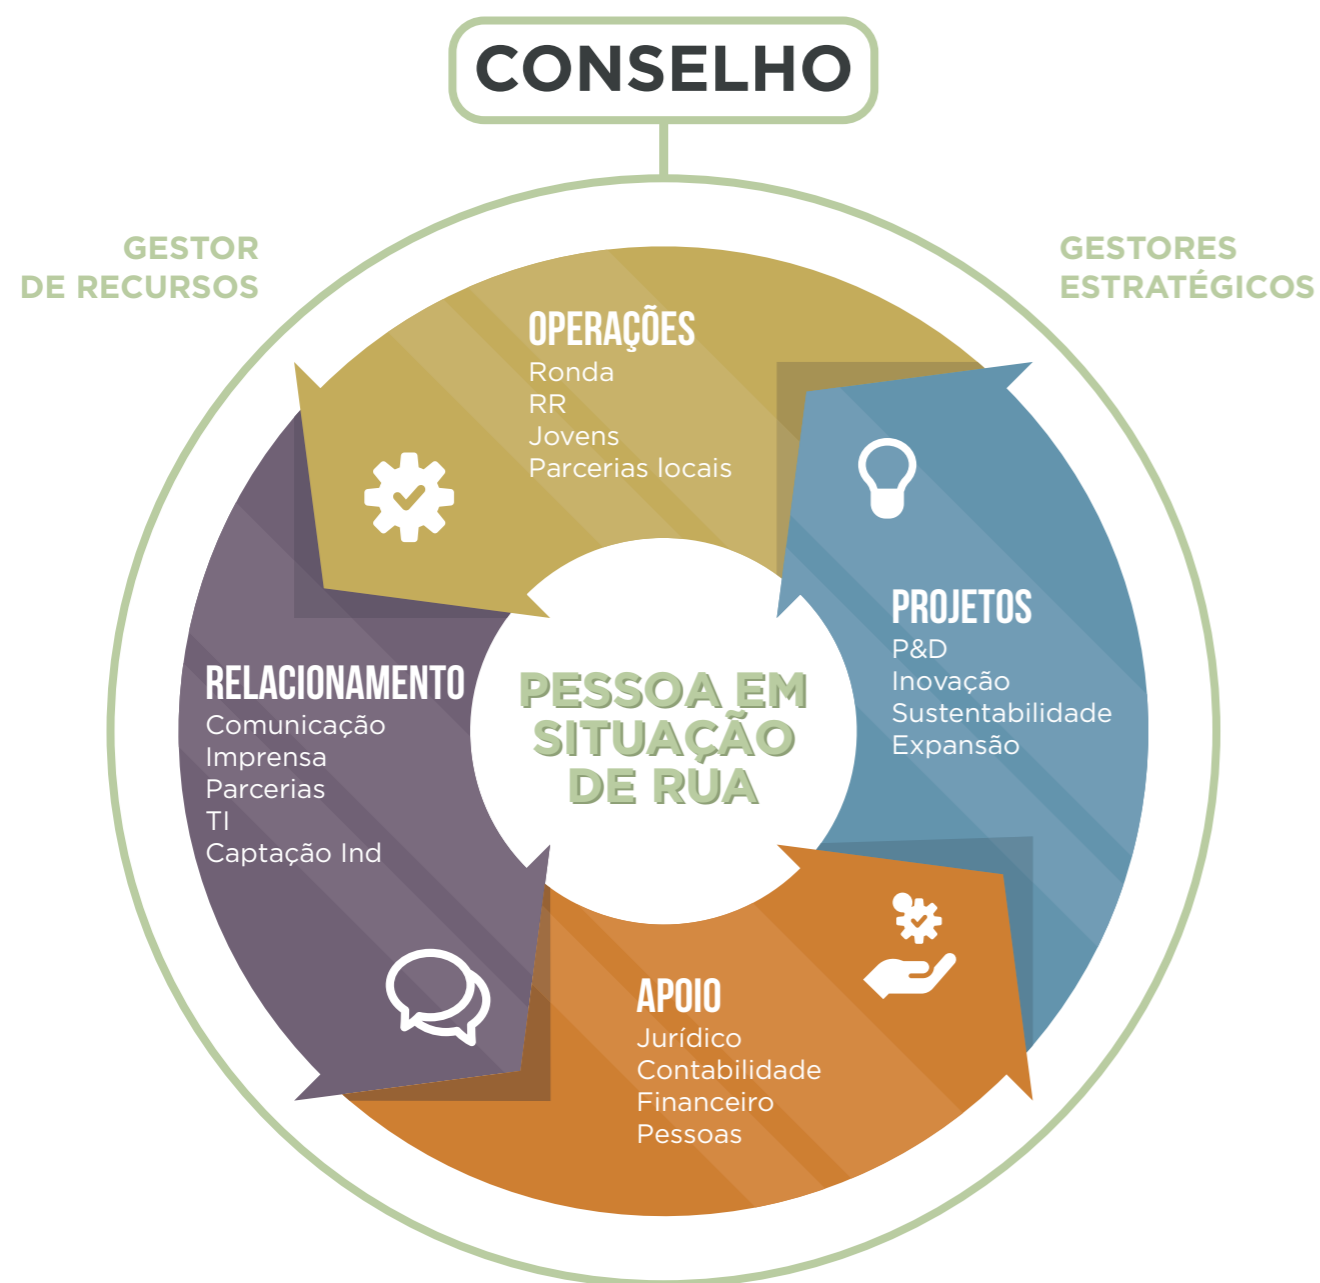 CONSELHO
GESTOR
DE RECURSOS
GESTORES
ESTRATÉGICOS
OPERAÇÕES
Ronda
RR
Jovens
Parcerias locais
PROJETOS
P&D
Inovação
Sustentabilidade
Expansão
RELACIONAMENTO
Comunicação
Imprensa
Parcerias
TI
Captação Ind
PESSOA EM
SITUAÇÃO
DE RUA
APOIO
Jurídico
Contabilidade
Financeiro
Pessoas